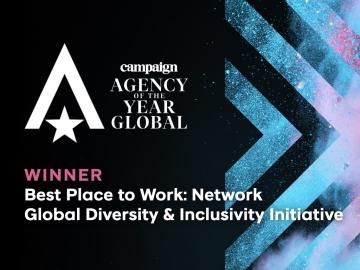 campaign
AGENCY
OF THE
YEAR
GLOBAL
WINNER
Best Place to Work: Network
Global Diversity & Inclusivity Initiative